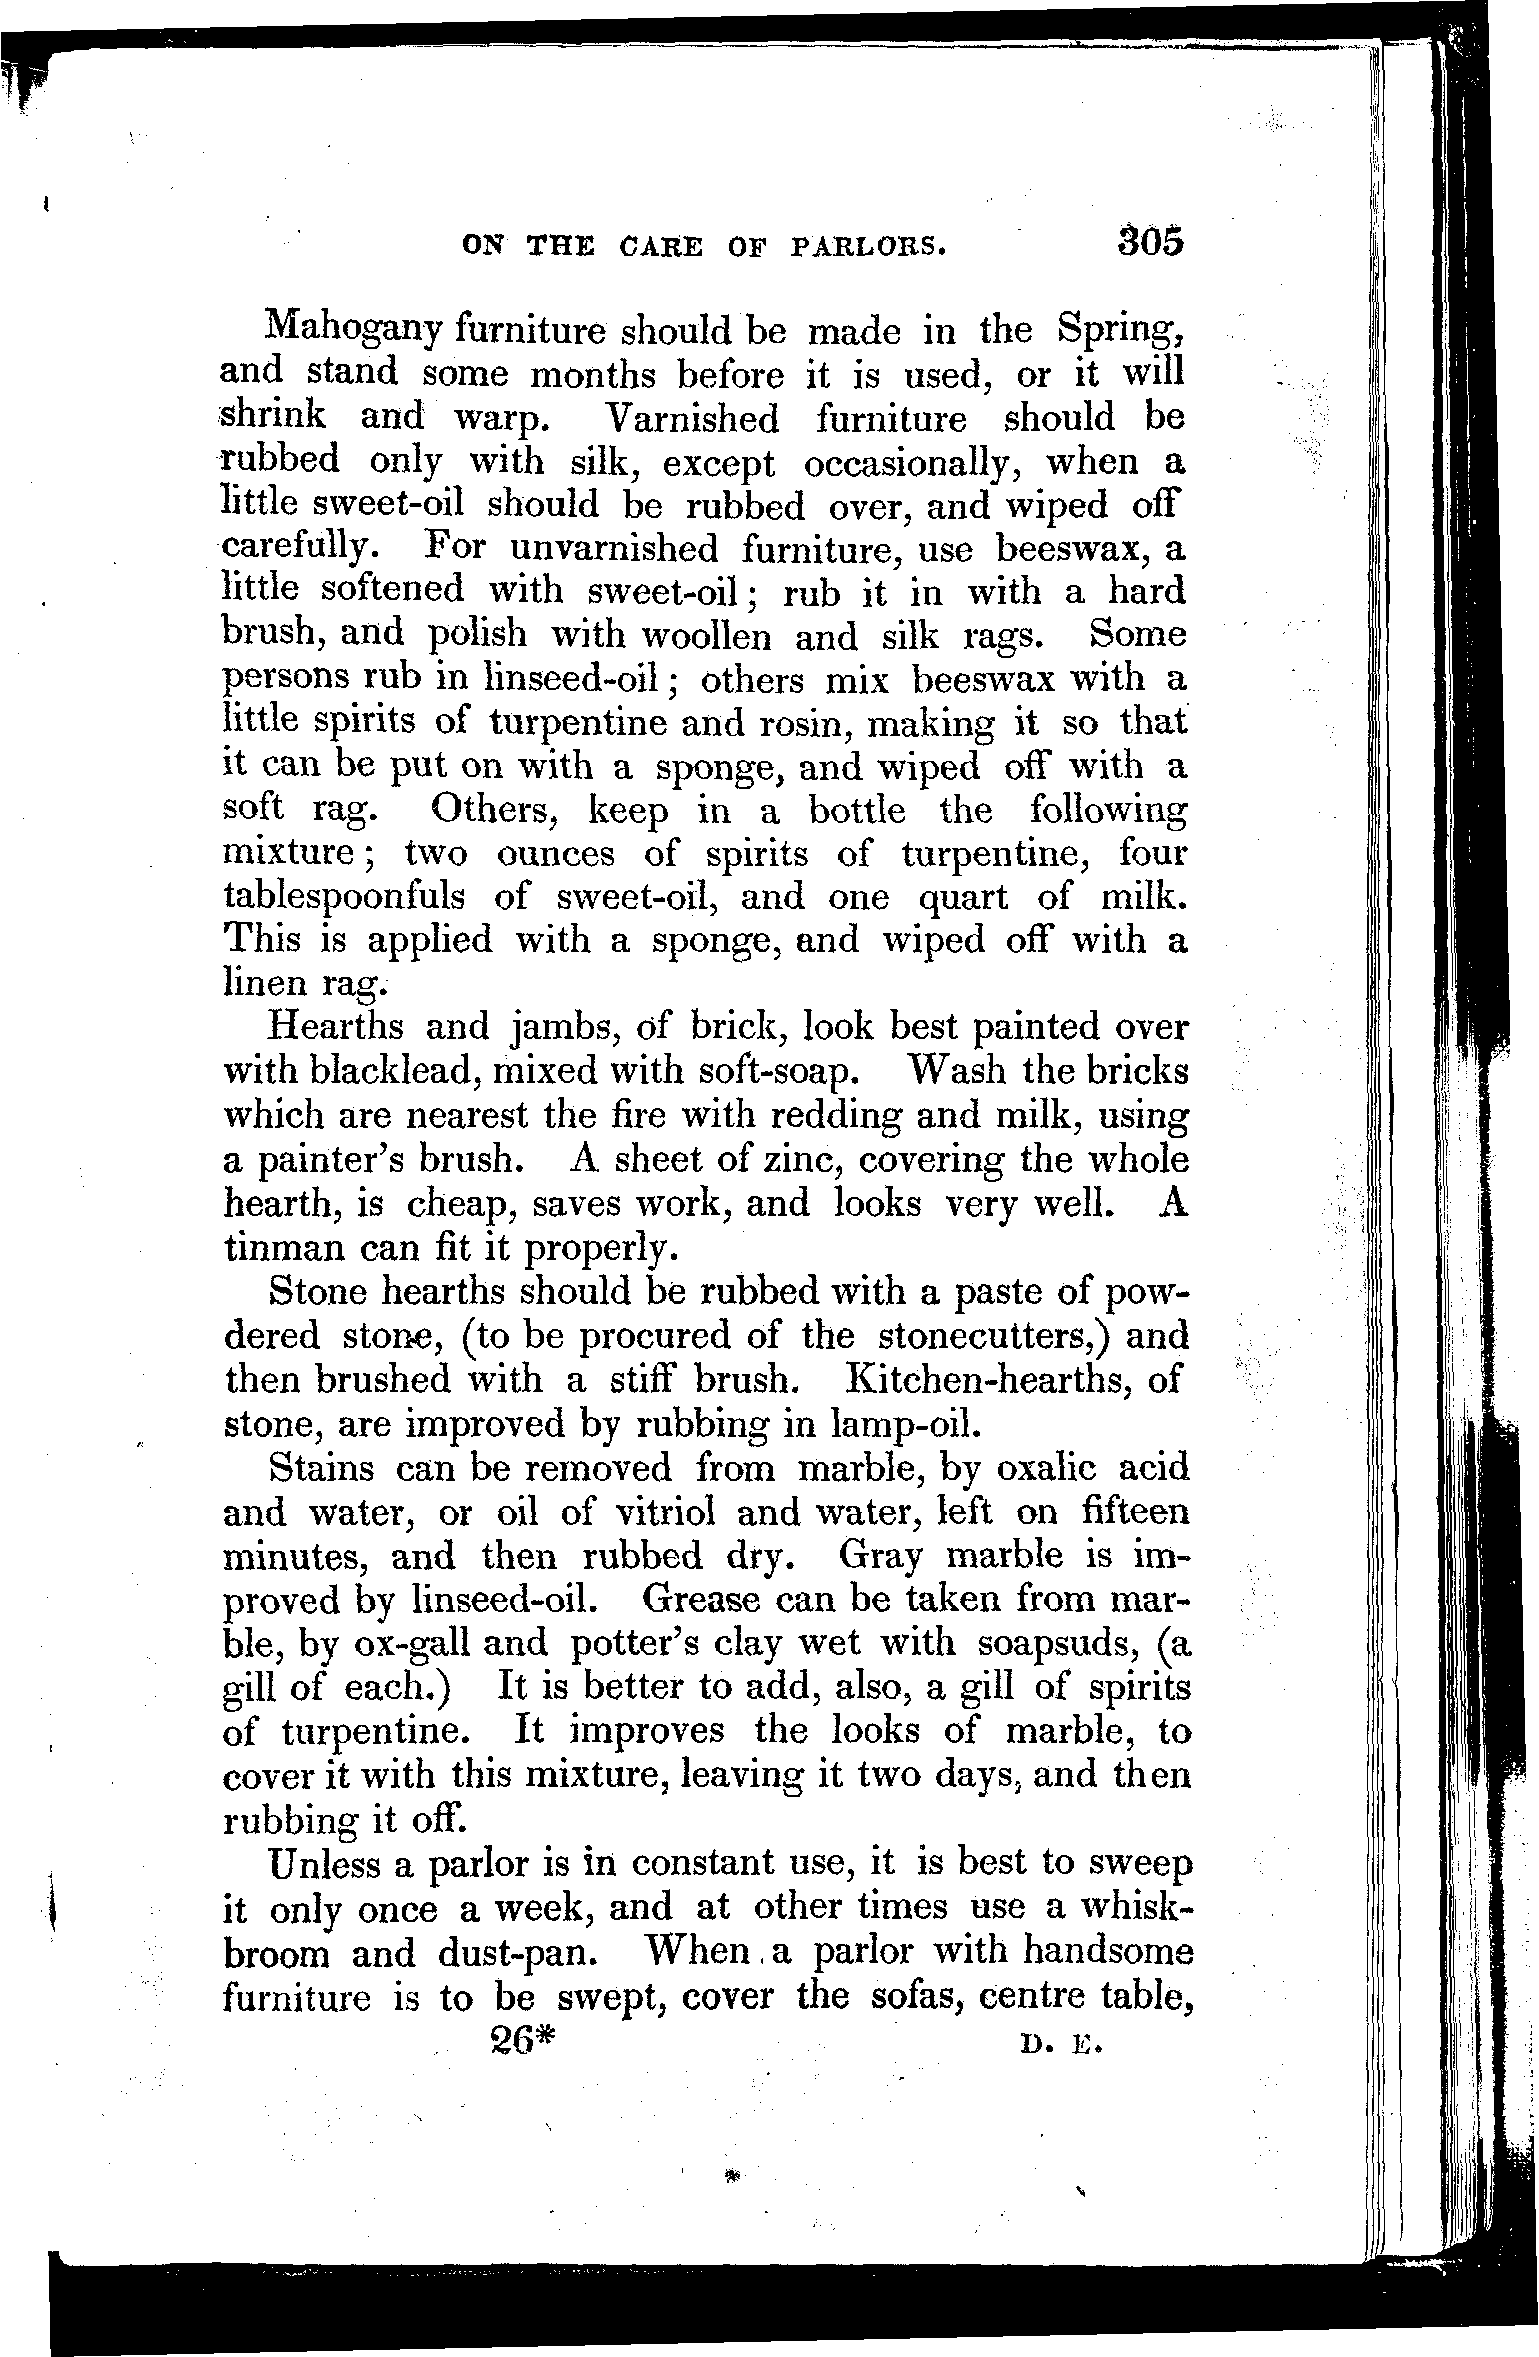 ON THE CARE OF PARLORS. 305
Mahogany furniture should be made in the Spring,
and stand some months before it is used, or it will
shrink and warp. Varnished furniture should be
rubbed only with silk, except occasionally, when a
little sweet-oil should be rubbed over, and wiped off
carefully. For unvarnished furniture, use beeswax, a
little softened with sweet-oil; rub it in with a hard
brush, and polish with woollen and silk rags. Some
persons rub in linseed-oil; others mix beeswax with a
little spirits of turpentine and rosin, making it so that
it can be put on with a sponge, and wiped off with a
soft rag. Others, keep in a bottle the following
mixture; two ounces of spirits of turpentine, four
tablespoonfuls of sweet-oil, and one quart of milk.
This is applied with a sponge, and wiped off with a
linen rag.
Hearths and jambs, of brick, look best painted over
with blacklead, mixed with soft-soap. Wash the bricks
which are nearest the fire with redding and milk, using
a painter's brush. A sheet of zinc, covering the whole
hearth, is cheap, saves work, and looks very well. A
tinman can fit it properly.
Stone hearths should be rubbed with a paste of pow-
dered stone, (to be procured of the stonecutters,) and
then brushed with a stiff brush. Kitchen-hearths, of
stone, are improved by rubbing in lamp-oil.
Stains can be removed from marble, by oxalic acid
and water, or oil of vitriol and water, left on fifteen
minutes, and then rubbed dry. Gray marble is im-
proved by linseed-oil. Grease can be taken from mar-
ble, by ox-gall and potter's clay wet with soapsuds, (a
gill of each.) It is better to add, also, a gill of spirits
of turpentine. It improves the looks of marble, to
cover it with this mixture, leaving it two days, and then
rubbing it off.
Unless a parlor is in constant use, it is best to sweep
it only once a week, and at other times use a whisk-
broom and dust-pan. When a parlor with handsome
furniture is to be swept, cover the sofas, centre table,
26* D. E.